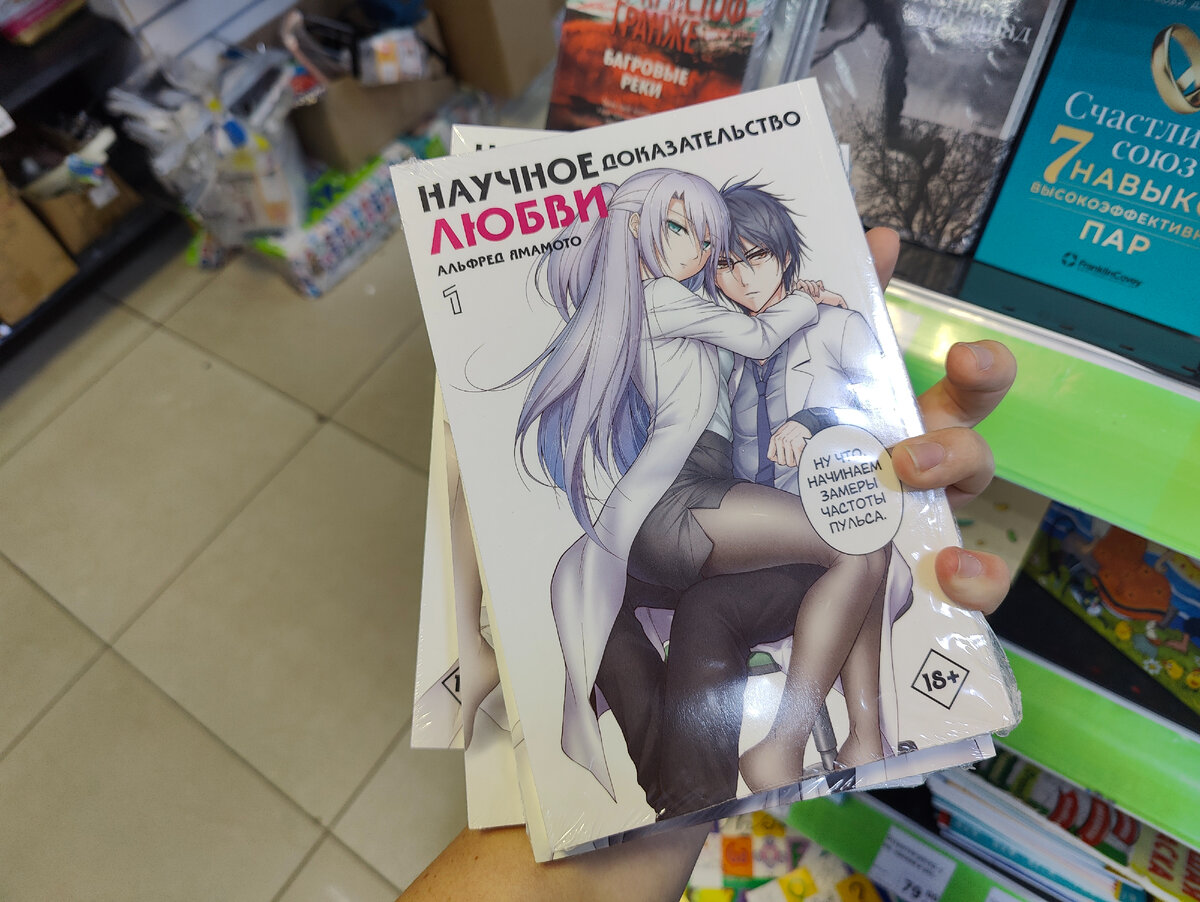 НАУЧНОЕ ДОКАЗАТЕЛЬСТВО
ЛЮБВИ
АЛЬФРЕД ЯМАМОТО
1
НУ ЧТО,
НАЧИНАЕМ
ЗАМЕРЫ
ЧАСТОТЫ
ПУЛЬСА.
18+
ГРАНЖЕ
БАГРОВЫЕ
РЕКИ
Счастли
союз
7 НАВЫКО
ВЫСОКОЭФФЕКТИВН
ПАР
FranklinCovey
79